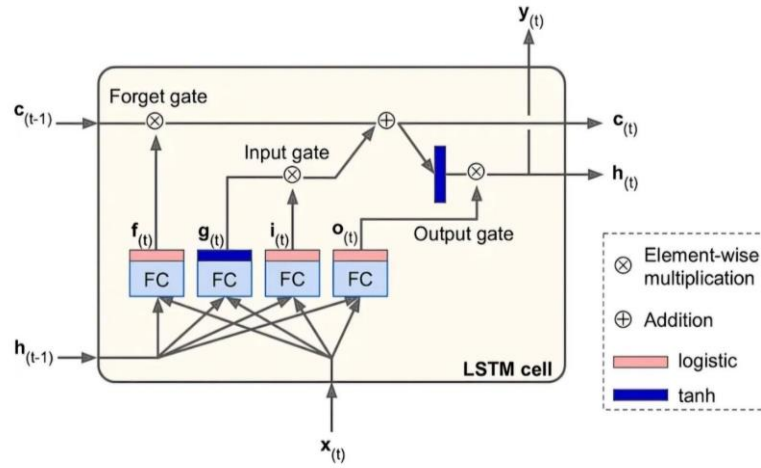 y(t)
Forget gate
c(t-1)
c(t)
Input gate
h(t)
f(t)
g(t)
i(t)
o(t)
Output gate
FC
FC
FC
FC
h(t-1)
LSTM cell
x(t)
Element-wise
multiplication
Addition
logistic
tanh